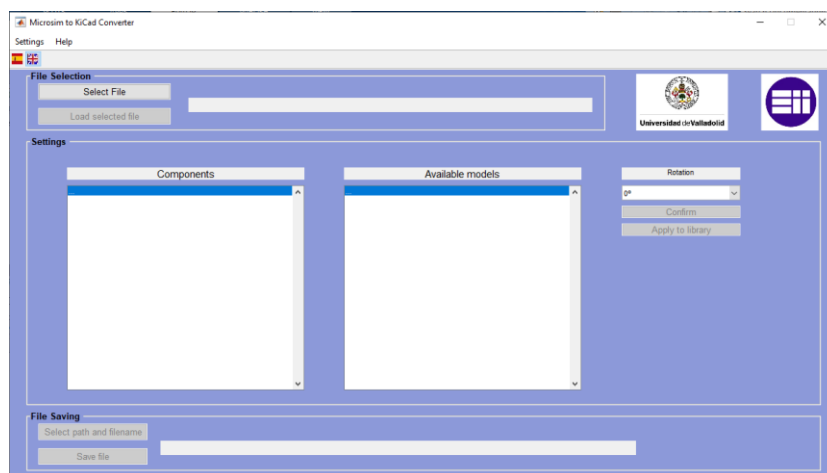 Microsim to KiCad Converter
Settings Help
File Selection
Select File
Load selected file
Universidad de Valladolid
Settings
Components
Available models
Rotation
...
...
0º
Confirm
Apply to library
File Saving
Select path and filename
Save file